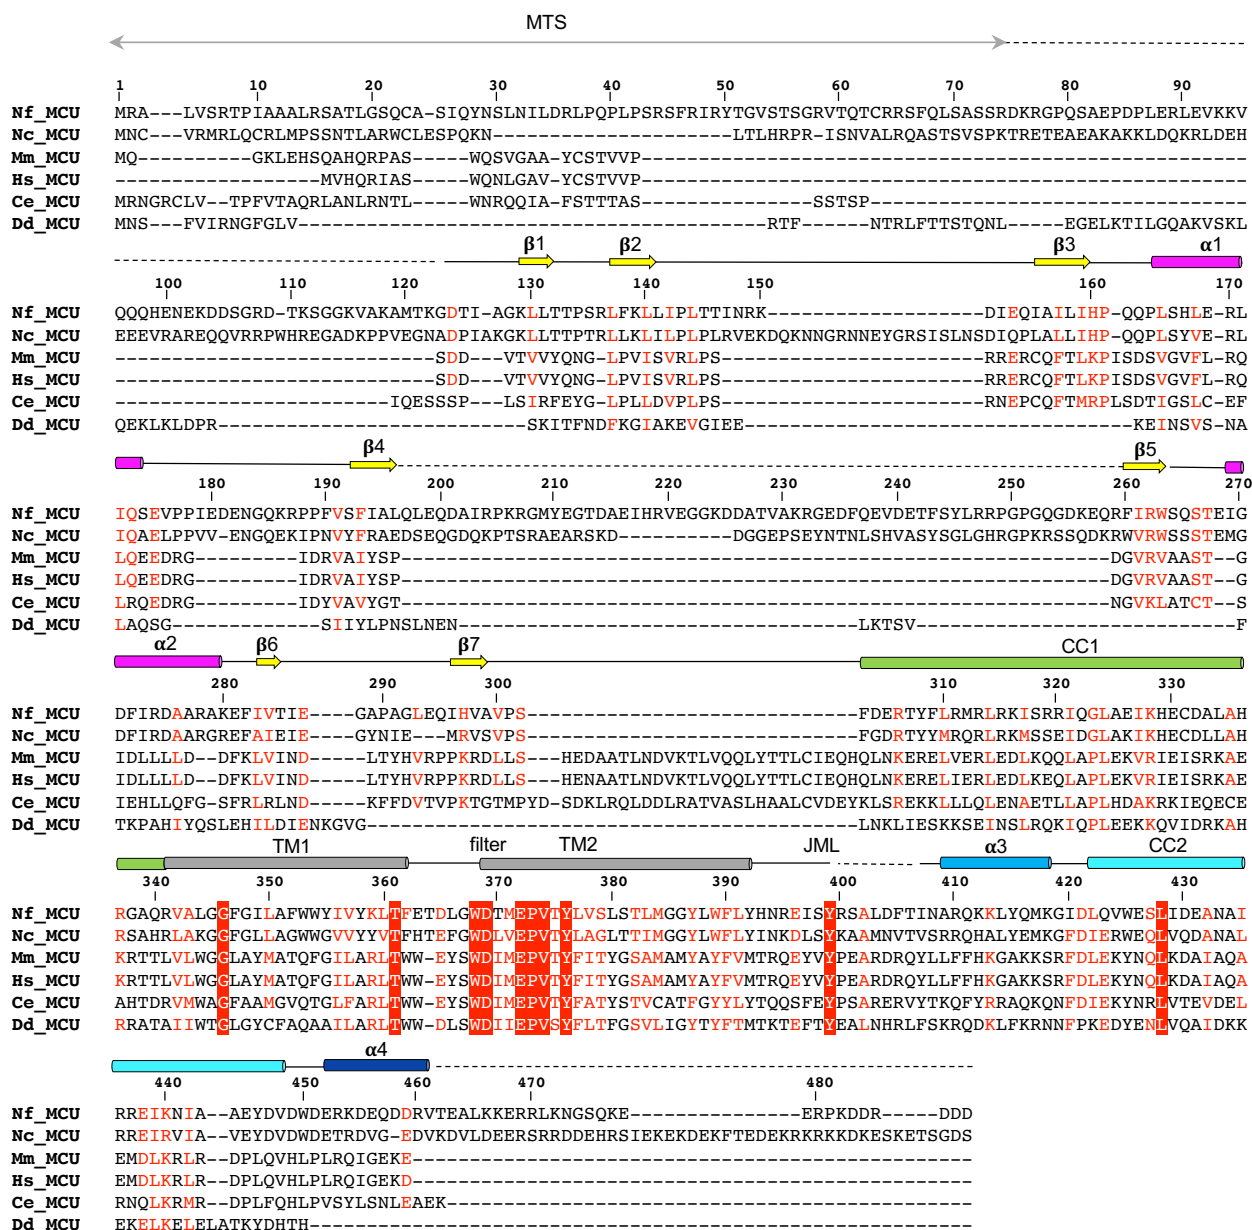 MTS
1 10 20 30 40 50 60 70 80 90
Nf_MCU MRA---LVSRTPIAAALRSATLGSQCA-SIQYNSLNILDRLPQPLPSRSFRIRYTGVSTSGRVTQTCRRSFQLSASSRDKRGPQSAEPDPLERLEVKKV
Nc_MCU MNC---VRMRLQCRLMPSSNTLARWCLESPQKN---------------------LTLHRPR-ISNVALRQASTSVSPKTRETEAEAKAKKLDQKRLDEH
Mm_MCU MQ----------GKLEHSQAHQRPAS-----WQSVGAA-YCSTVVP-----------------------------------------------------
Hs_MCU ------------------MVHQRIAS-----WQNLGAV-YCSTVVP-----------------------------------------------------
Ce_MCU MRNGRCLV--TPFVTAQRLANLRNTL-----WNRQQIA-FSTTTAS---------------SSTSP---------------------------------
Dd_MCU MNS---FVIRNGFGLV---------------------------------------RTF-----NTRLFTTSTQNL-----EGELKTILGQAKVSKL
β1 β2 β3 α1
100 110 120 130 140 150 160 170
Nf_MCU QQQHENEKDDSGRD-TKSGGKVAKAMTKGDTI-AGKLLTTPSRLFKLLIPLTTINRK-------------------DIEQIAILIHP-QQPLSHLE-RL
Nc_MCU EEEVRAREQQVRRPWHREGADKPPVEGNADPIAKGKLLTTPTRLLKLILPLPLRVEKDQKNNGRNNEYGRSISLNSDIQPLALLIHP-QQPLSYVE-RL
Mm_MCU ----------------------------SDD--VTVVYQNG-LPVISVRLPS-----------------------RRERCQFTLKPISDSVGVFL-RQ
Hs_MCU ----------------------------SDD--VTVVYQNG-LPVISVRLPS-----------------------RRERCQFTLKPISDSVGVFL-RQ
Ce_MCU ------------------------IQESSSP--LSIRFEYG-LPLLDVPLPS-----------------------RNEPCQFTMRPLSDTIGSLC-EF
Dd_MCU QEKLKLDPR---------------------------SKITFNDFKGIAKEVGIEE----------------------------------KEINSVS-NA
β4 β5
180 190 200 210 220 230 240 250 260 270
Nf_MCU IQSEVPPIEDENGQKRPPFVSFIALQLEQDAIRPKRGMYEGTDAEIHRVEGGKDDATVAKRGEDFQEVDETFSYLRRPGPGQGDKEQRFIRWSQSTEIG
Nc_MCU IQAELPPVV-ENGQEKIPNVYFRAEDSEQGDQKPTSRAEARSKD----------DGGEPSEYNTNLSHVASYSGLGHRGPKRSSQDKRWVRWSSSTEMG
Mm_MCU LQEEDRG---------IDRVAIYSP--------------------------------------------------------------DGVRVAAST--G
Hs_MCU LQEEDRG---------IDRVAIYSP--------------------------------------------------------------DGVRVAAST--G
Ce_MCU LRQEDRG---------IDYVAVYGT--------------------------------------------------------------NGVKLATCT--S
Dd_MCU LAQSG-------------SIIYLPNSLNEN-----------------------------------LKTSV----------------------------F
α2 β6 β7 CC1
280 290 300 310 320 330
Nf_MCU DFIRDAARAKEFIVTIE----GAPAGLEQIHVAVPS-----------------------------FDERTYFLRMRLRKISRRIQGLAEIKHECDALAH
Nc_MCU DFIRDAARGREFAIEIE----GYNIE---MRVSVPS-----------------------------FGDRTYYMRQRLRKMSSEIDGLAKIKHECDLLAH
Mm_MCU IDLLLLD-DFKLVIND-----LTYHVRPPKRDLLS---HEDAATLNDVKTLVQQLYTTLCIEQHQLNKERELVERLEDLKQQLAPLEKVRIEISRKAE
Hs_MCU IDLLLLD-DFKLVIND-----LTYHVRPPKRDLLS---HENAATLNDVKTLVQQLYTTLCIEQHQLNKERELIERLEDLKEQLAPLEKVRIEISRKAE
Ce_MCU IEHLLQFG-SFRLRLND----KFFDVTVPKTGTMPYD-SDKLRQLDDLRATVASLHAALCVDEYKLSREKKLLLQLENAETLLAPLHDAKRKIEQECE
Dd_MCU TKPAHIYQSLEHILDIENKGVG-------------------------------------------LNKLIESKKSEINSLRQKIQPLEEKKQVIDRKAH
TM1 filter TM2 JML α3 CC2
340 350 360 370 380 390 400 410 420 430
Nf_MCU RGAQRVALGGFGILAFWWYIVYKLTFETDLGWDTMEPVTYLVSLSTLMGGYLWFLYHNREISYRSALDFTINARQKKLYQMKGIDLQVWESLIDEANAI
Nc_MCU RSAHRLAKGGFGLLAGWWGVVYYVTFHTEFGWDLVEPVTYLAGLTTIMGGYLWFLYINKDLSYKAAMNVTVSRRQHALYEMKGFDIERWEQLVQDANAL
Mm_MCU KRTTLVLWGGLAYMATQFGILARLTWW-EYSWDIMEPVTYFITYGSAMAMYAYFVMTRQEYVYPEARDRQYLLFFHKGAKKSRFDLEKYNQLKDAIAQA
Hs_MCU KRTTLVLWGGLAYMATQFGILARLTWW-EYSWDIMEPVTYFITYGSAMAMYAYFVMTRQEYVYPEARDRQYLLFFHKGAKKSRFDLEKYNQLKDAIAQA
Ce_MCU AHTDRVMWAGFAAMGVQTGLFARLTWW-EYSWDIMEPVTYFATYSTVCATFGYYLYTQQSFEYPSARERVYTKQFYRRAQKQNFDIEKYNRLVTEVDEL
Dd_MCU RRATAIIWTGLGYCFAQAAILARLTWW-DLSWDIIEPVSYFLTFGSVLIGYTYFTMTKTEFTYEALNHRLFSKRQDKLFKRNNFPKEDYENLVQAIDKK
α4
440 450 460 470 480
Nf_MCU RREIKNIA--AEYDVDWDERKDEQDDRVTEALKKERRLKNGSQKE---------------ERPKDDR-----DDD
Nc_MCU RREIRVIA--VEYDVDWDETRDVG-EDVKDVLDEERSRRDDEHRSIEKEKDEKFTEDEKRKRKKDKESKETSGDS
Mm_MCU EMDLKRLR--DPLQVHLPLRQIGEKE-------------------------------------------------
Hs_MCU EMDLKRLR--DPLQVHLPLRQIGEKD-------------------------------------------------
Ce_MCU RNQLKRMR--DPLFQHLPVSYLSNLEAEK----------------------------------------------
Dd_MCU EKELKELELATKYDHTH----------------------------------------------------------